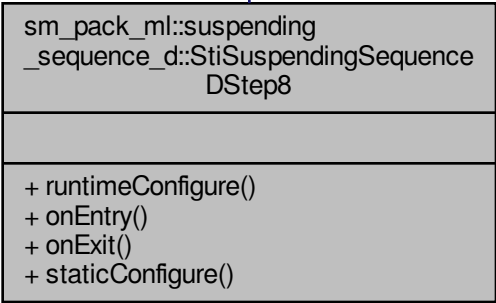 sm_pack_ml::suspending
_sequence_d::StiSuspendingSequence
DStep8
+ runtimeConfigure()
+ onEntry()
+ onExit()
+ staticConfigure()